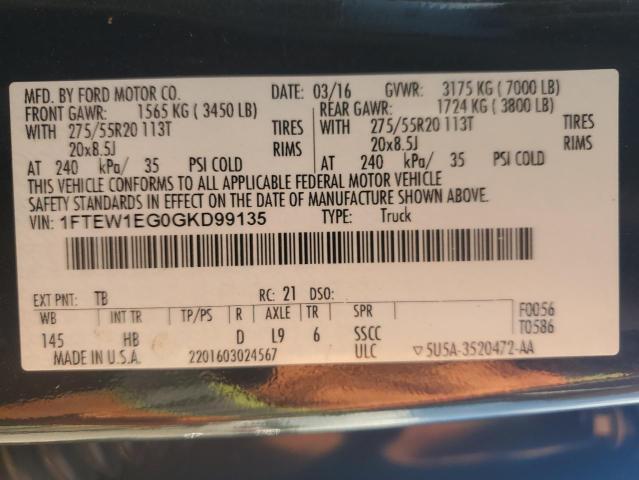 MFD. BY FORD MOTOR CO. DATE: 03/16 GVWR: 3175 KG ( 7000 LB)
FRONT GAWR: 1565 KG ( 3450 LB) REAR GAWR: 1724 KG ( 3800 LB)
WITH 275/55R20 113T TIRES WITH 275/55R20 113T TIRES
20x8.5J RIMS 20x8.5J RIMS
AT 240 kPa/ 35 PSI COLD AT 240 kPa/ 35 PSI COLD
THIS VEHICLE CONFORMS TO ALL APPLICABLE FEDERAL MOTOR VEHICLE
SAFETY STANDARDS IN EFFECT ON THE DATE OF MANUFACTURE SHOWN ABOVE.
VIN: 1FTEW1EG0GKD99135 TYPE: Truck
EXT PNT: TB RC: 21 DSO:
WB INT TR TP/PS R AXLE TR SPR F0056
145 HB D L9 6 SSCC T0586
MADE IN U.S.A. 2201603024567 ULC ▽5U5A-3520472-AA